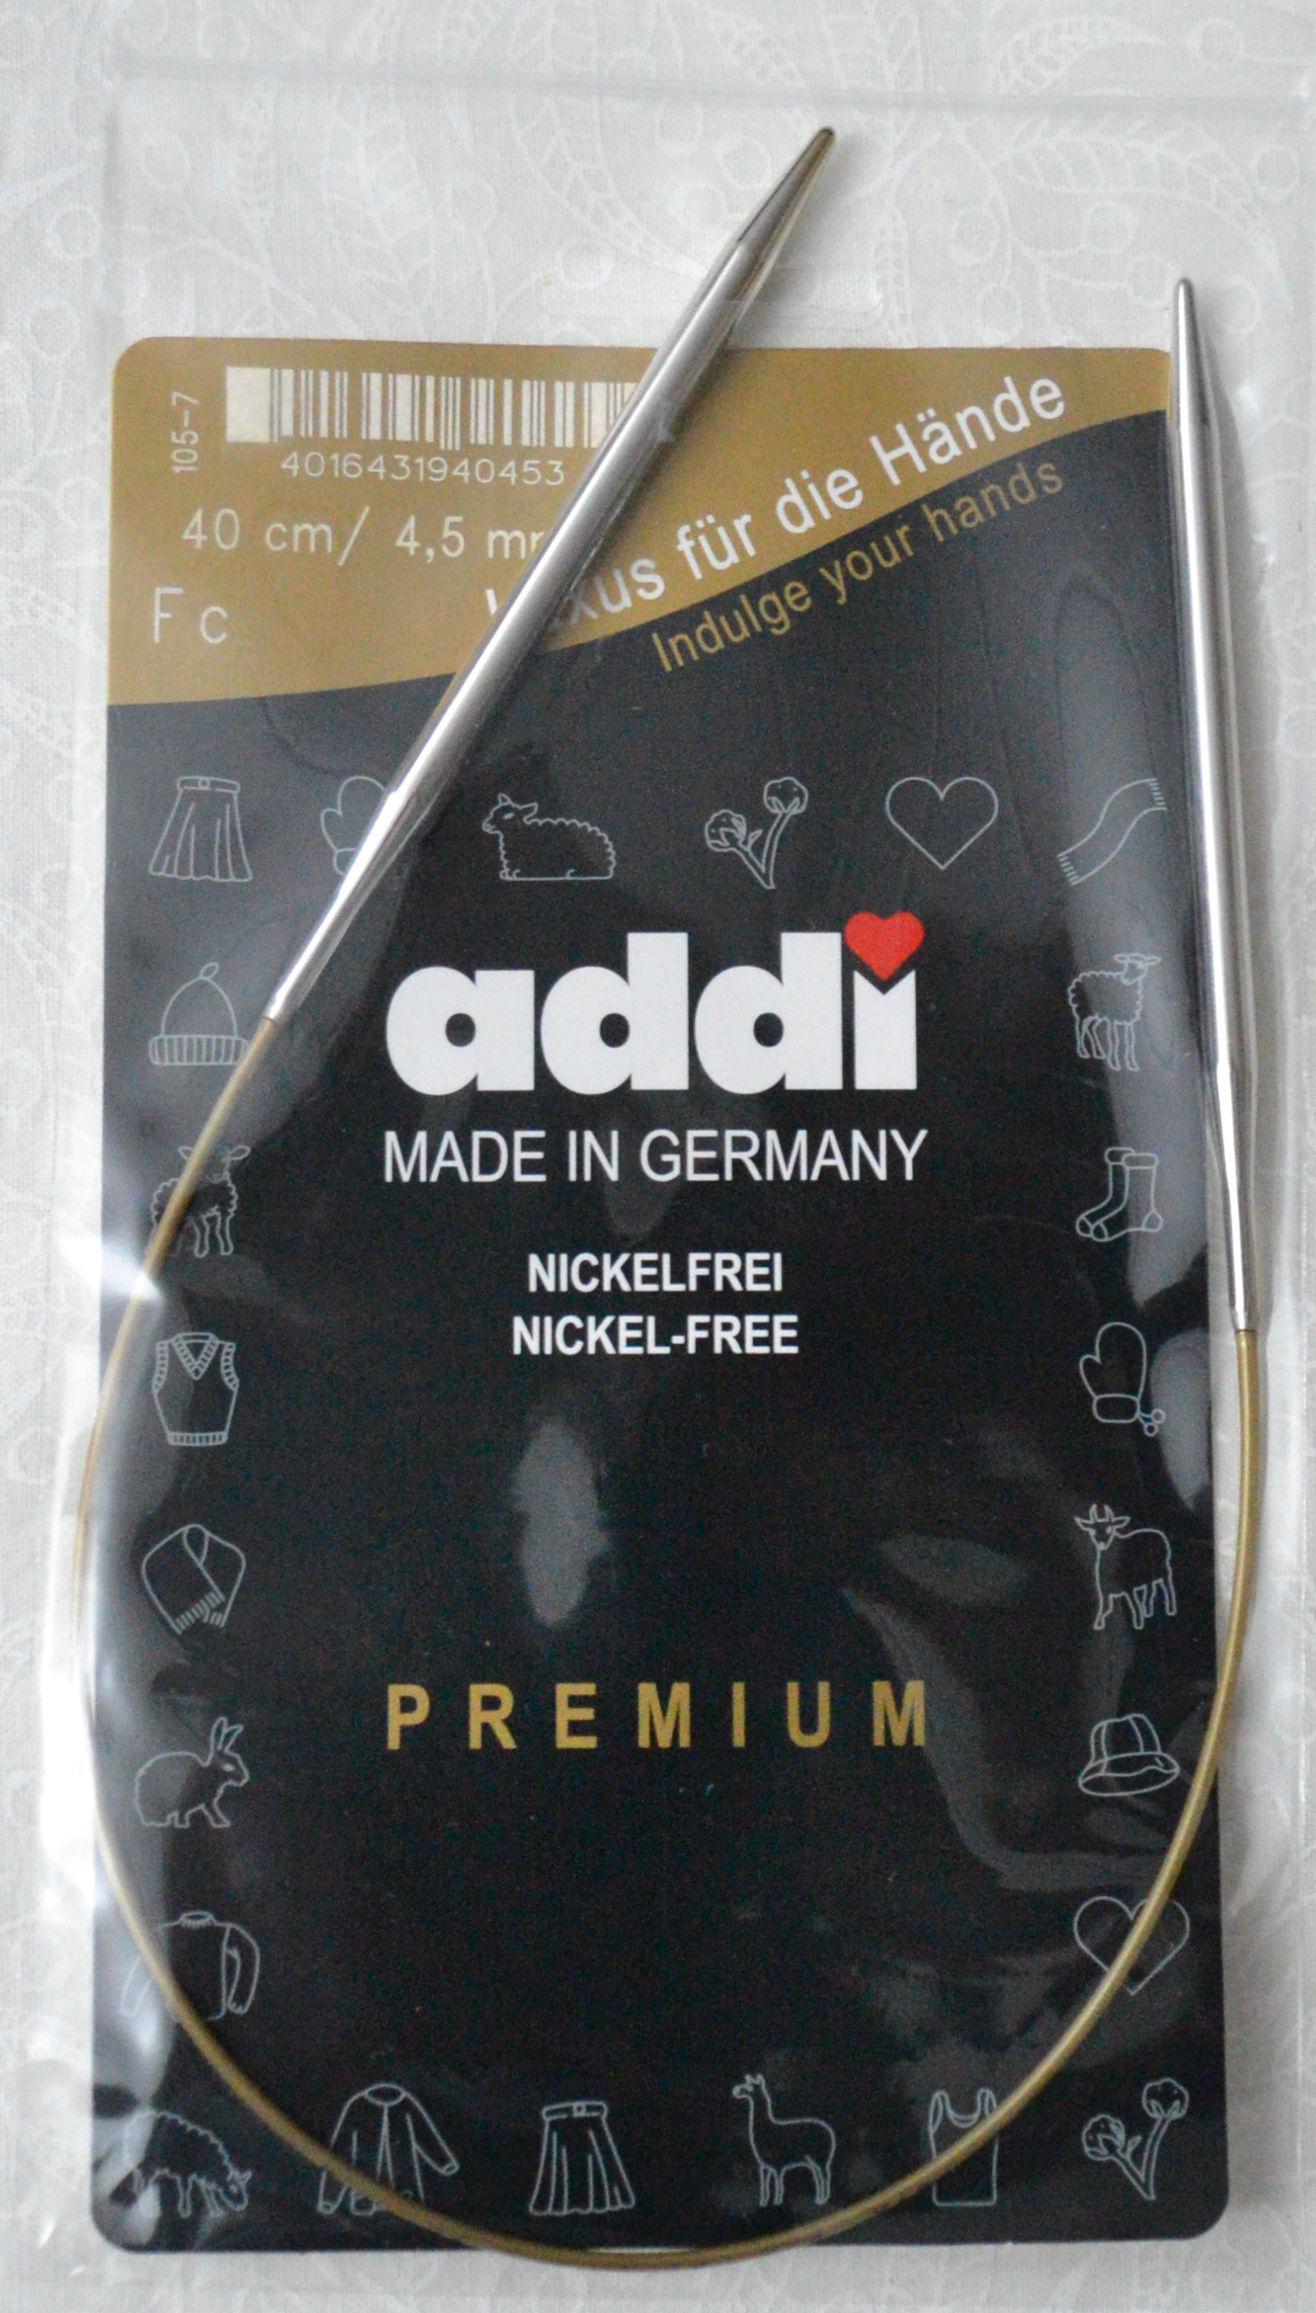 105-7
4016431940453
40 cm/ 4,5
F c
für die Hände
Indulge your hands
addi
MADE IN GERMANY
NICKELFREI
NICKEL-FREE
PREMIUM